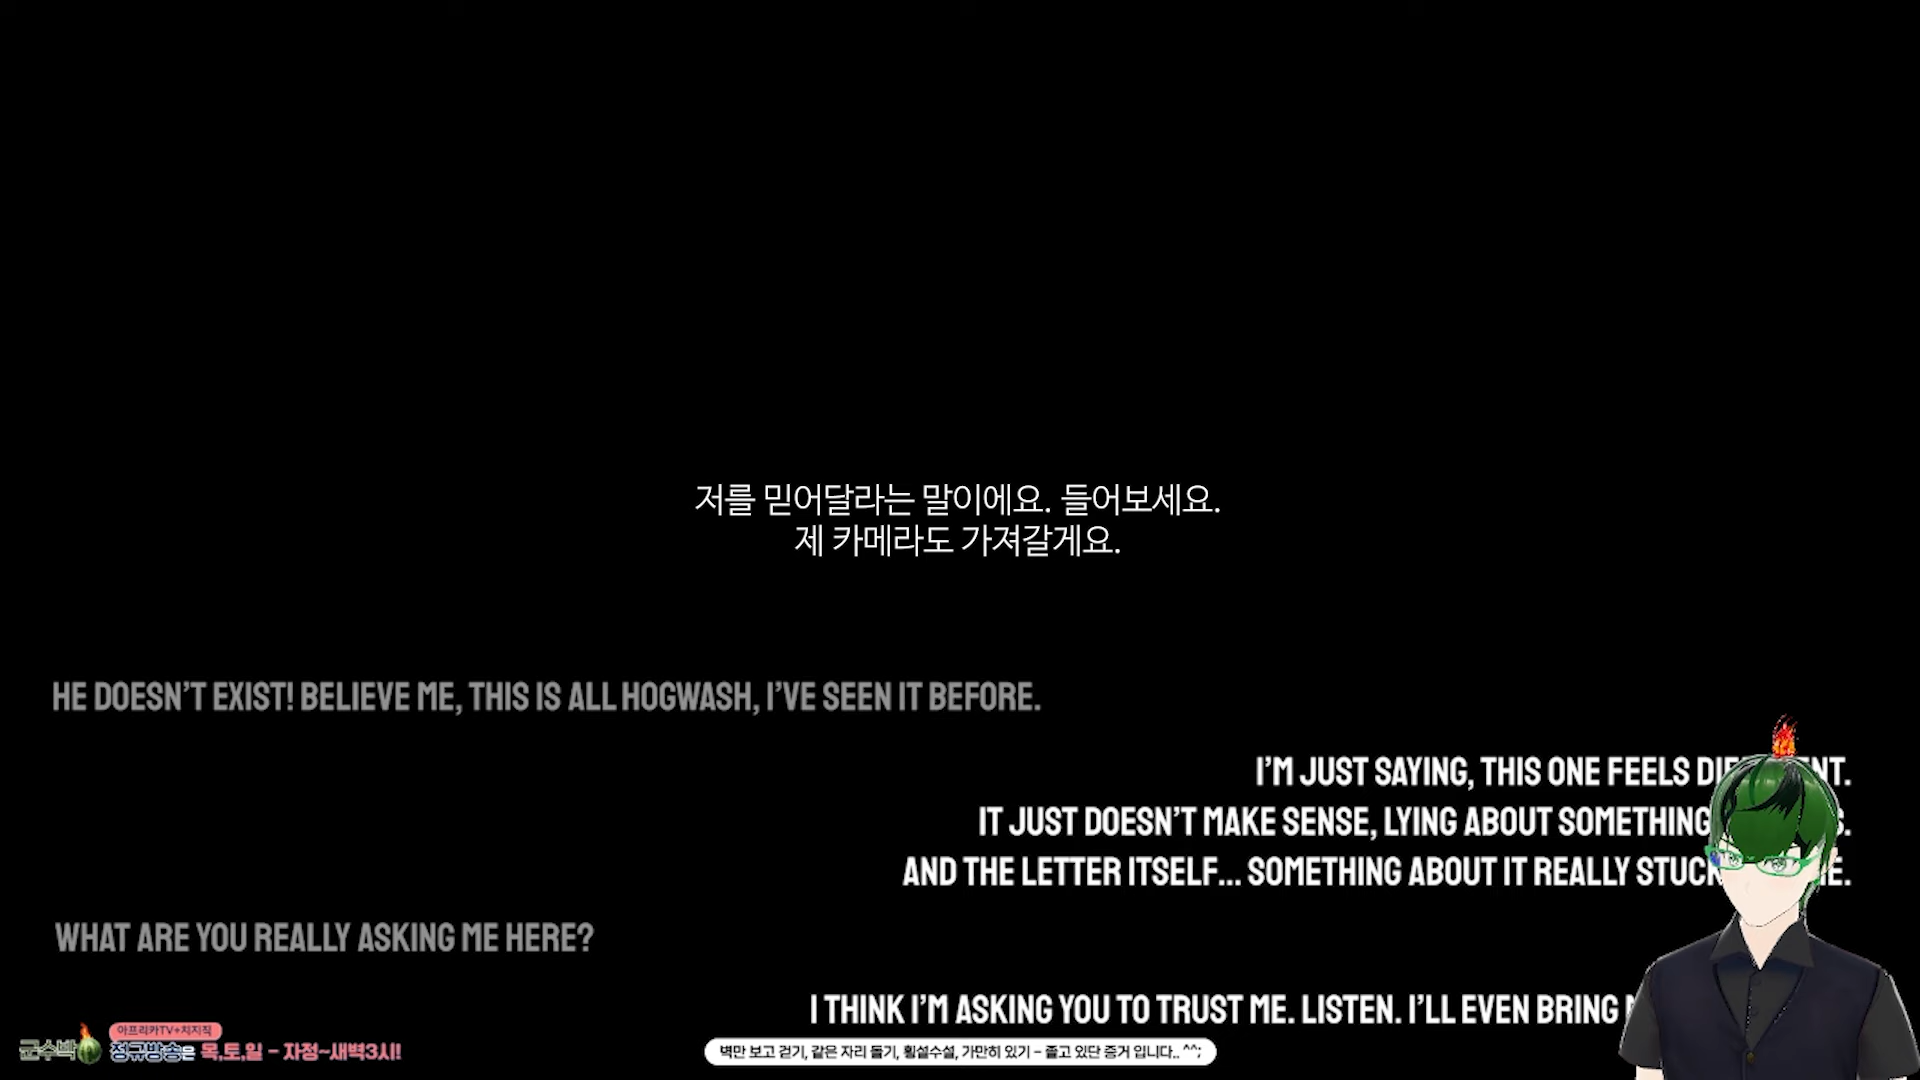 저를 믿어달라는 말이에요. 들어보세요.
제 카메라도 가져갈게요.
HE DOESN’T EXIST! BELIEVE ME, THIS IS ALL HOGWASH, I’VE SEEN IT BEFORE.
I’M JUST SAYING, THIS ONE FEELS
IT JUST DOESN’T MAKE SENSE, LYING ABOUT SOMETHING
AND THE LETTER ITSELF... SOMETHING ABOUT IT REALLY STUCK
WHAT ARE YOU REALLY ASKING ME HERE?
I THINK I’M ASKING YOU TO TRUST ME. LISTEN. I’LL EVEN BRING
아프리카TV+치지직
군수박 정규방송은 목,토,일 - 자정~새벽3시!
벽만 보고 걷기, 같은 자리 돌기, 횡설수설, 가만히 있기 - 졸고 있단 증거 입니다.. ^^;